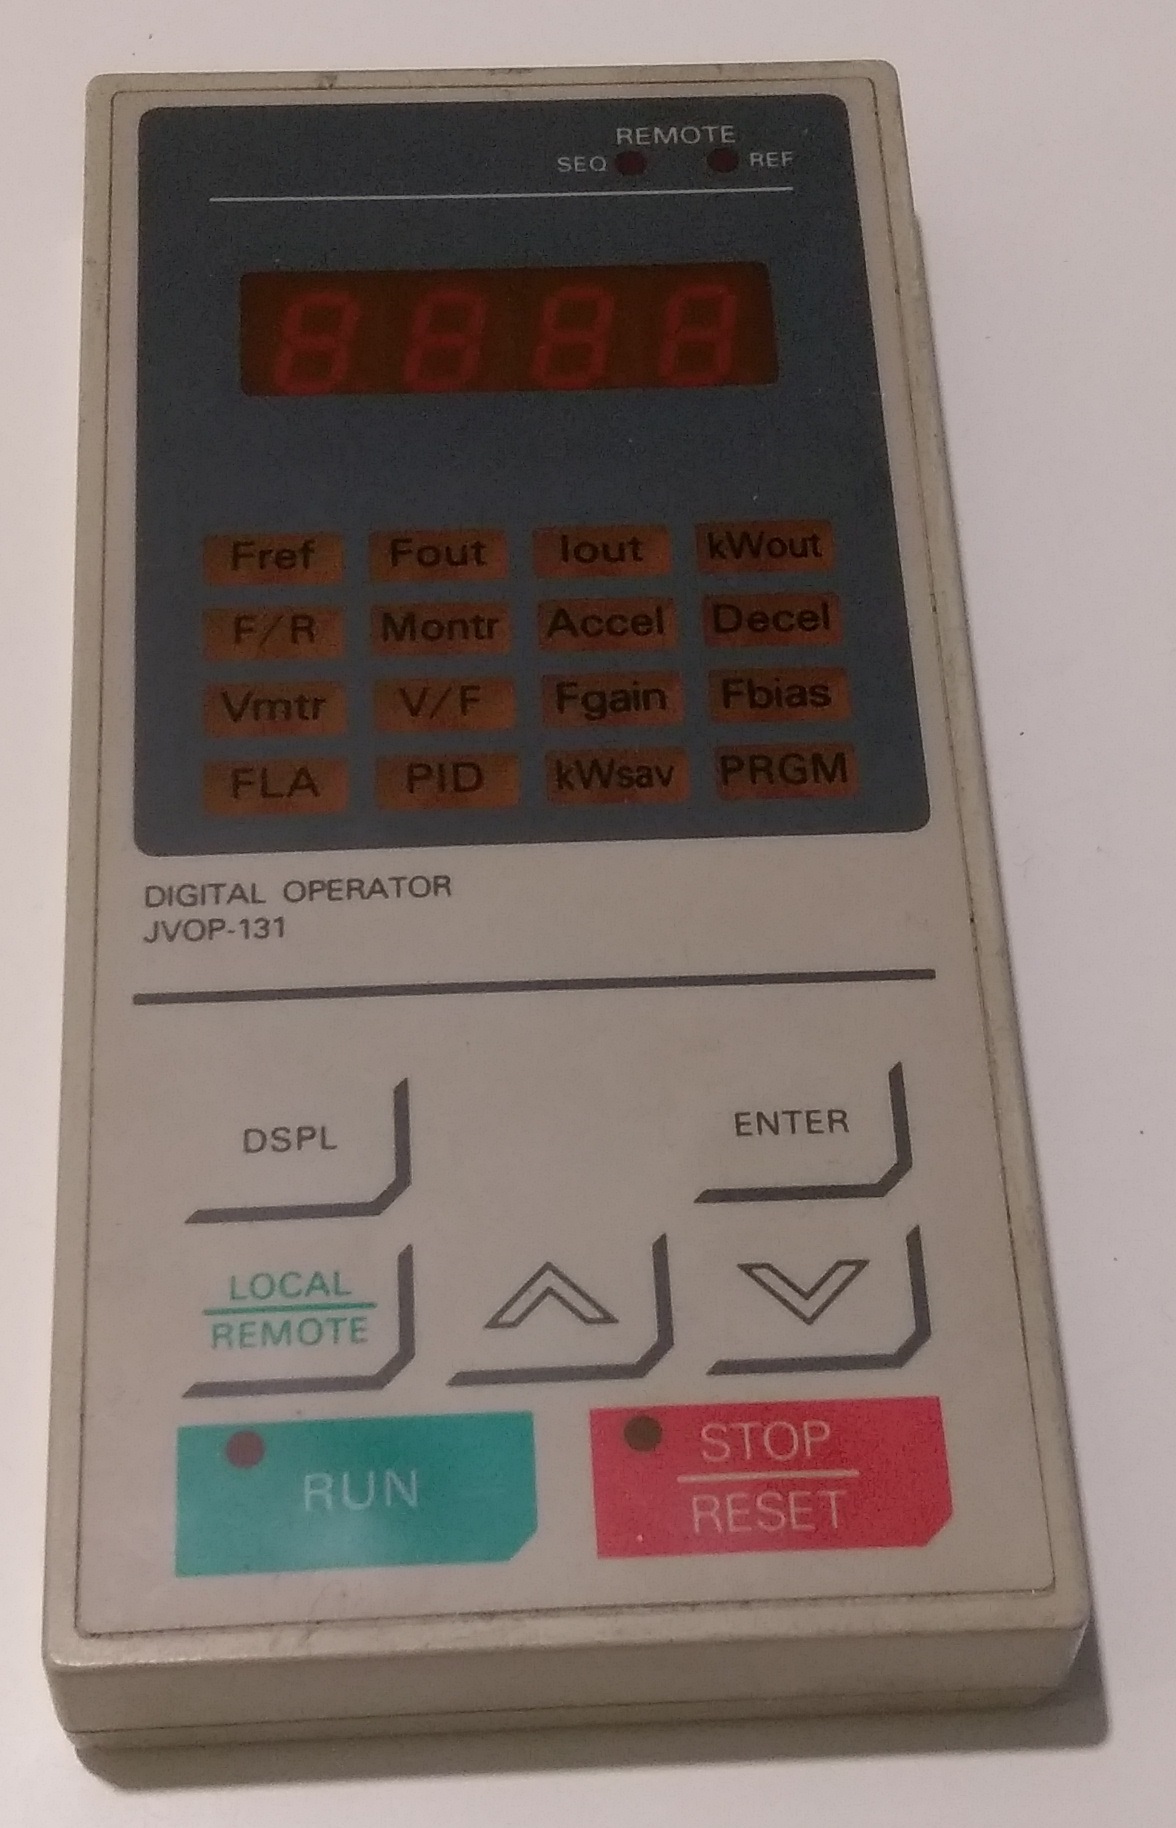 REMOTE
SEQ REF
8888
Fref Fout Iout kWout
F/R Montr Accel Decel
Vmtr V/F Fgain Fbias
FLA PID kWsav PRGM
DIGITAL OPERATOR
JVOP-131
DSPL ENTER
LOCAL
REMOTE
RUN
STOP
RESET